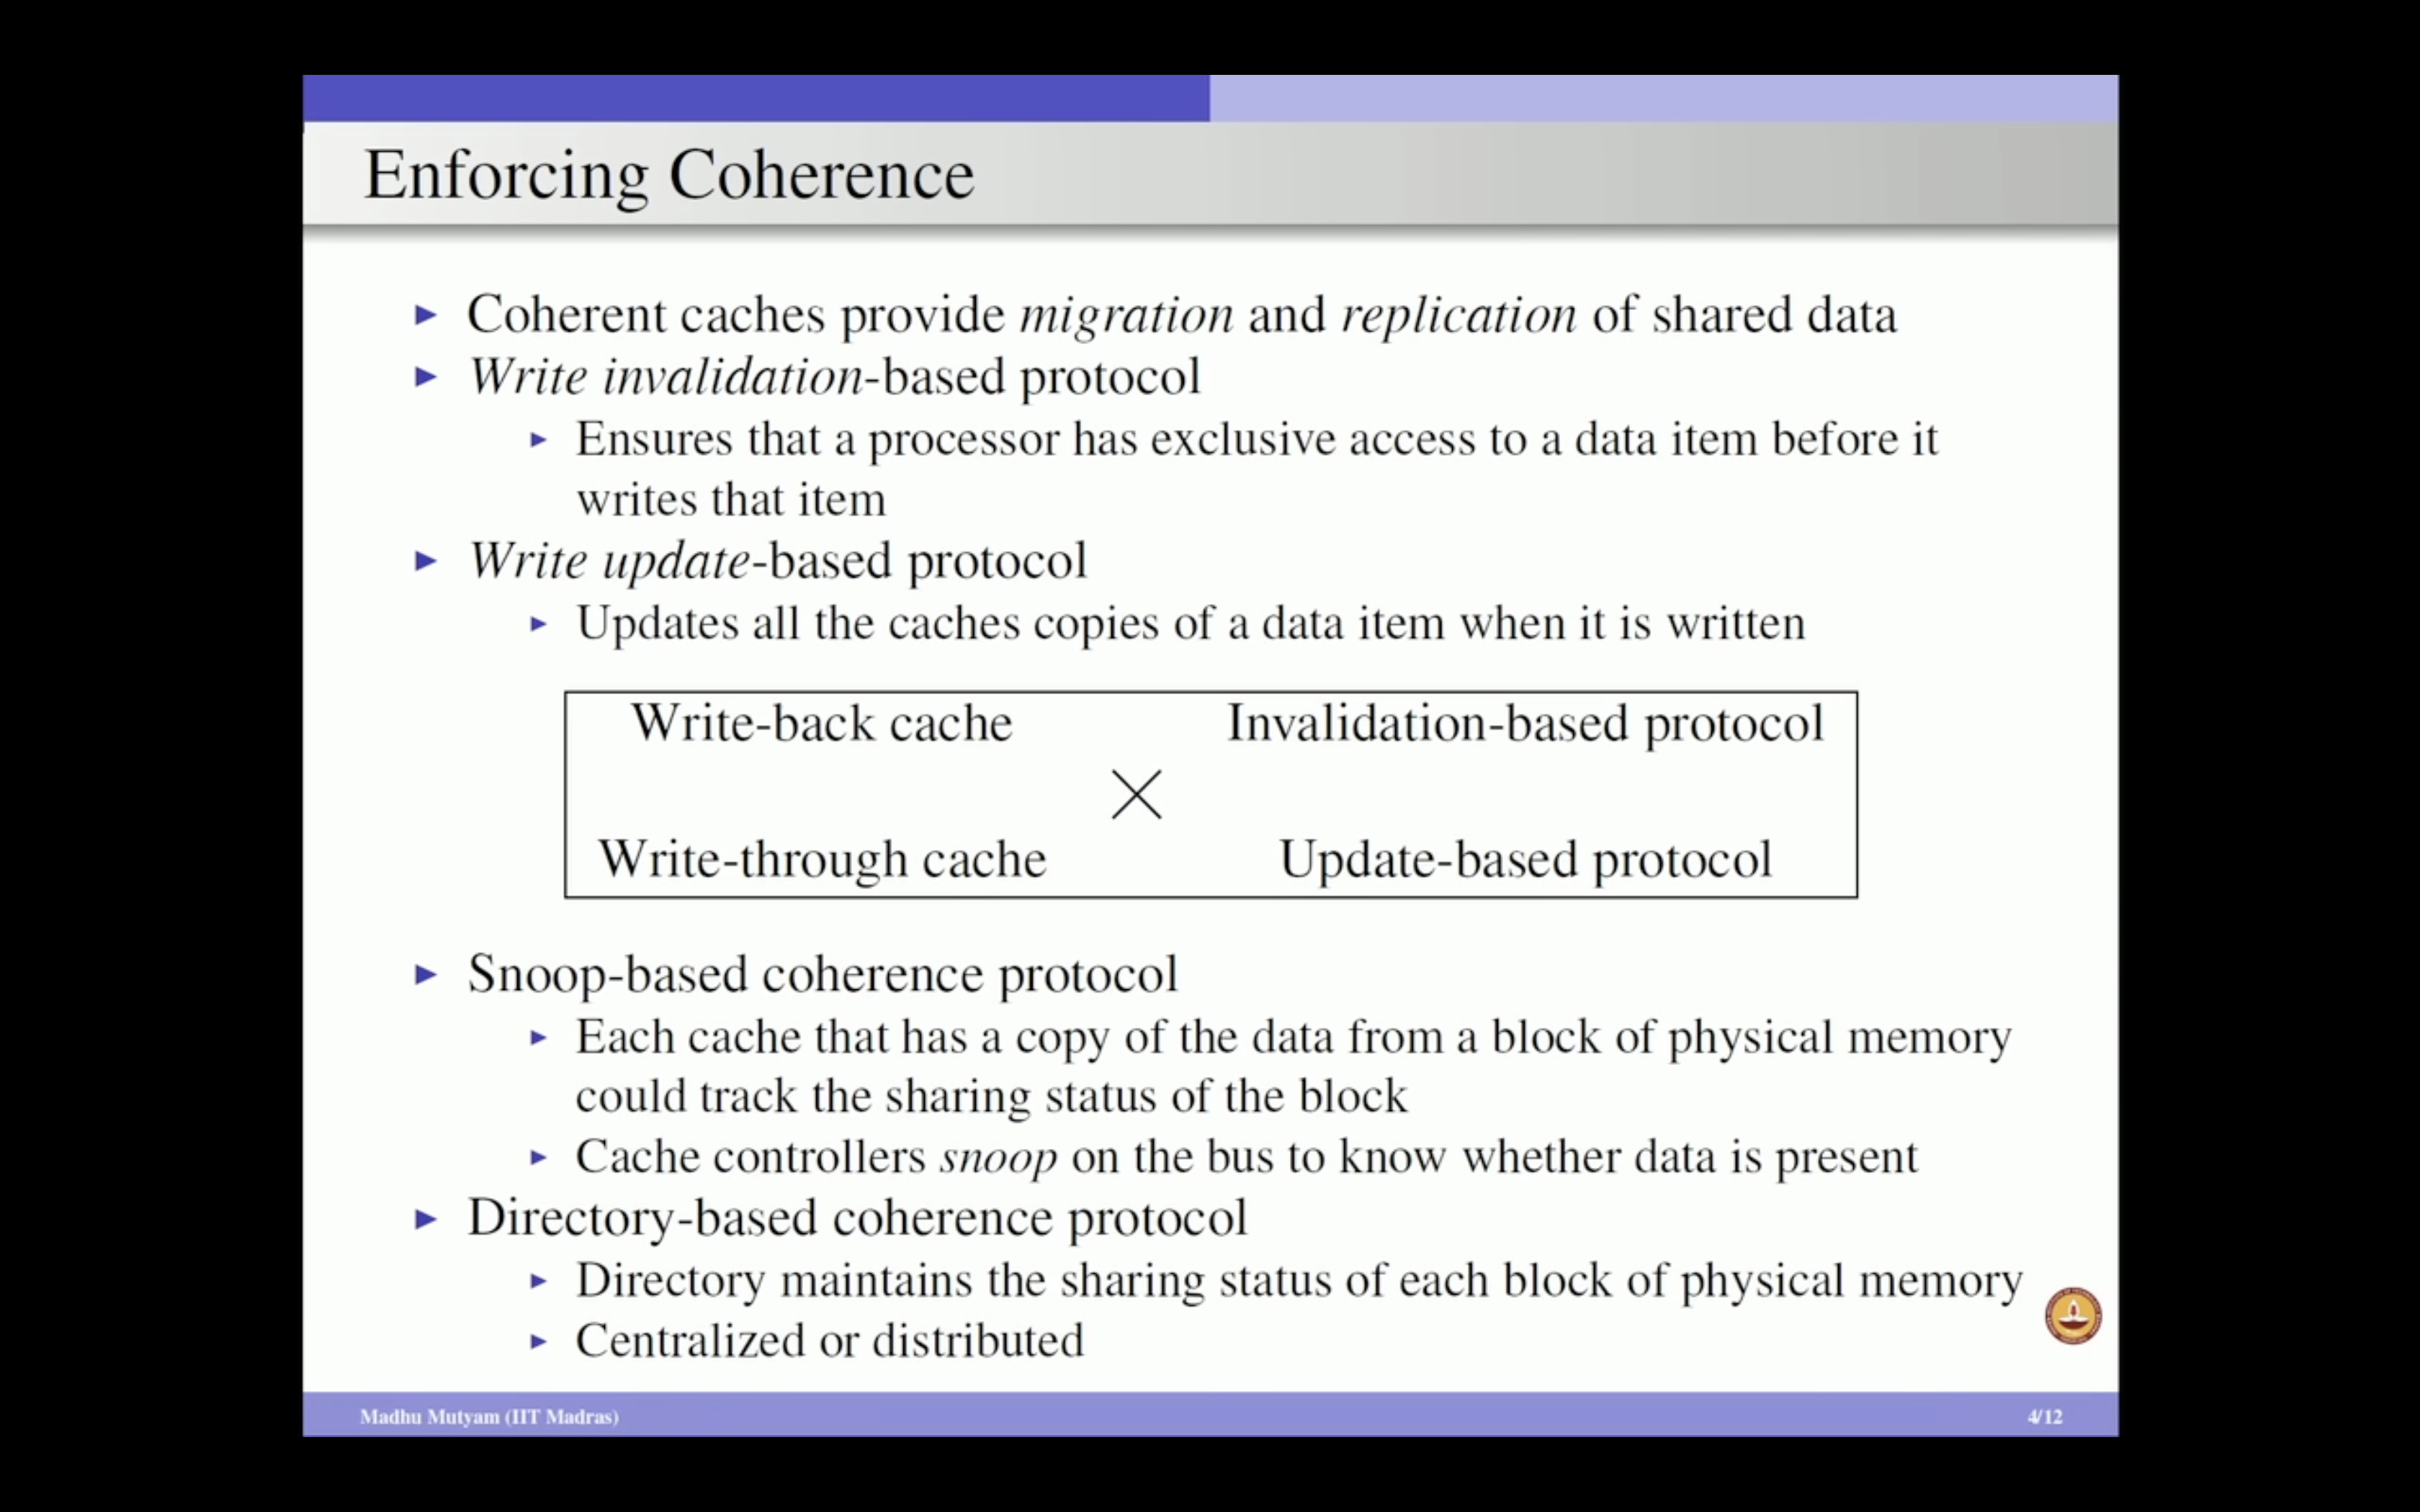 Enforcing Coherence
► Coherent caches provide migration and replication of shared data
► Write invalidation-based protocol
► Ensures that a processor has exclusive access to a data item before it
writes that item
► Write update-based protocol
► Updates all the caches copies of a data item when it is written
Write-back cache Invalidation-based protocol
×
Write-through cache Update-based protocol
► Snoop-based coherence protocol
► Each cache that has a copy of the data from a block of physical memory
could track the sharing status of the block
► Cache controllers snoop on the bus to know whether data is present
► Directory-based coherence protocol
► Directory maintains the sharing status of each block of physical memory
► Centralized or distributed
Madhu Mutyam (IIT Madras) 4/12